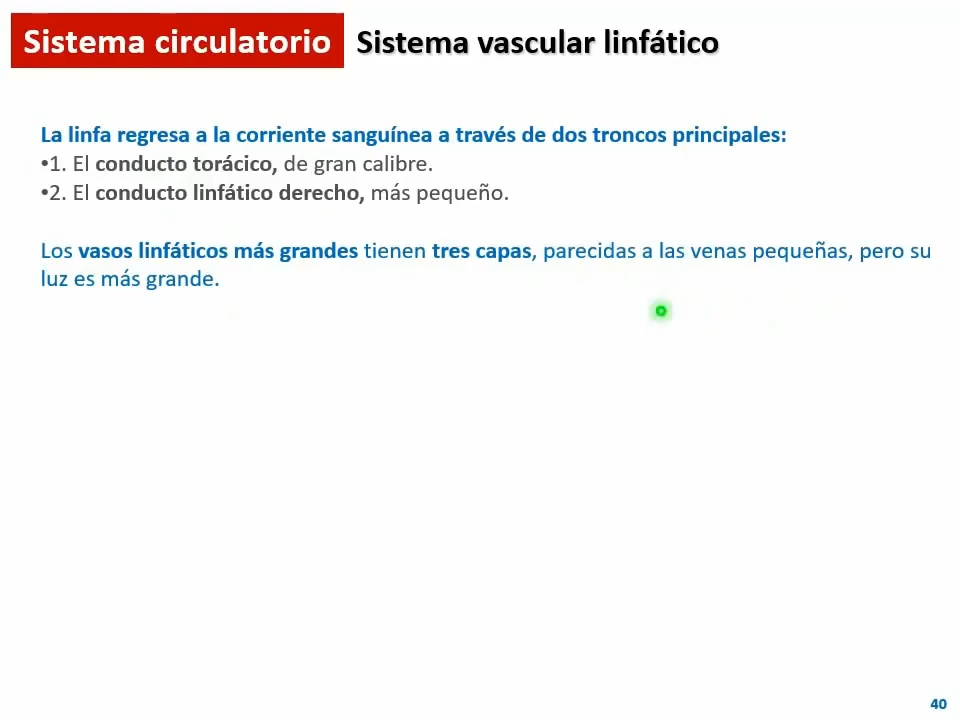 Sistema circulatorio Sistema vascular linfático
La linfa regresa a la corriente sanguínea a través de dos troncos principales:
•1. El conducto torácico, de gran calibre.
•2. El conducto linfático derecho, más pequeño.
Los vasos linfáticos más grandes tienen tres capas, parecidas a las venas pequeñas, pero su
luz es más grande.
40